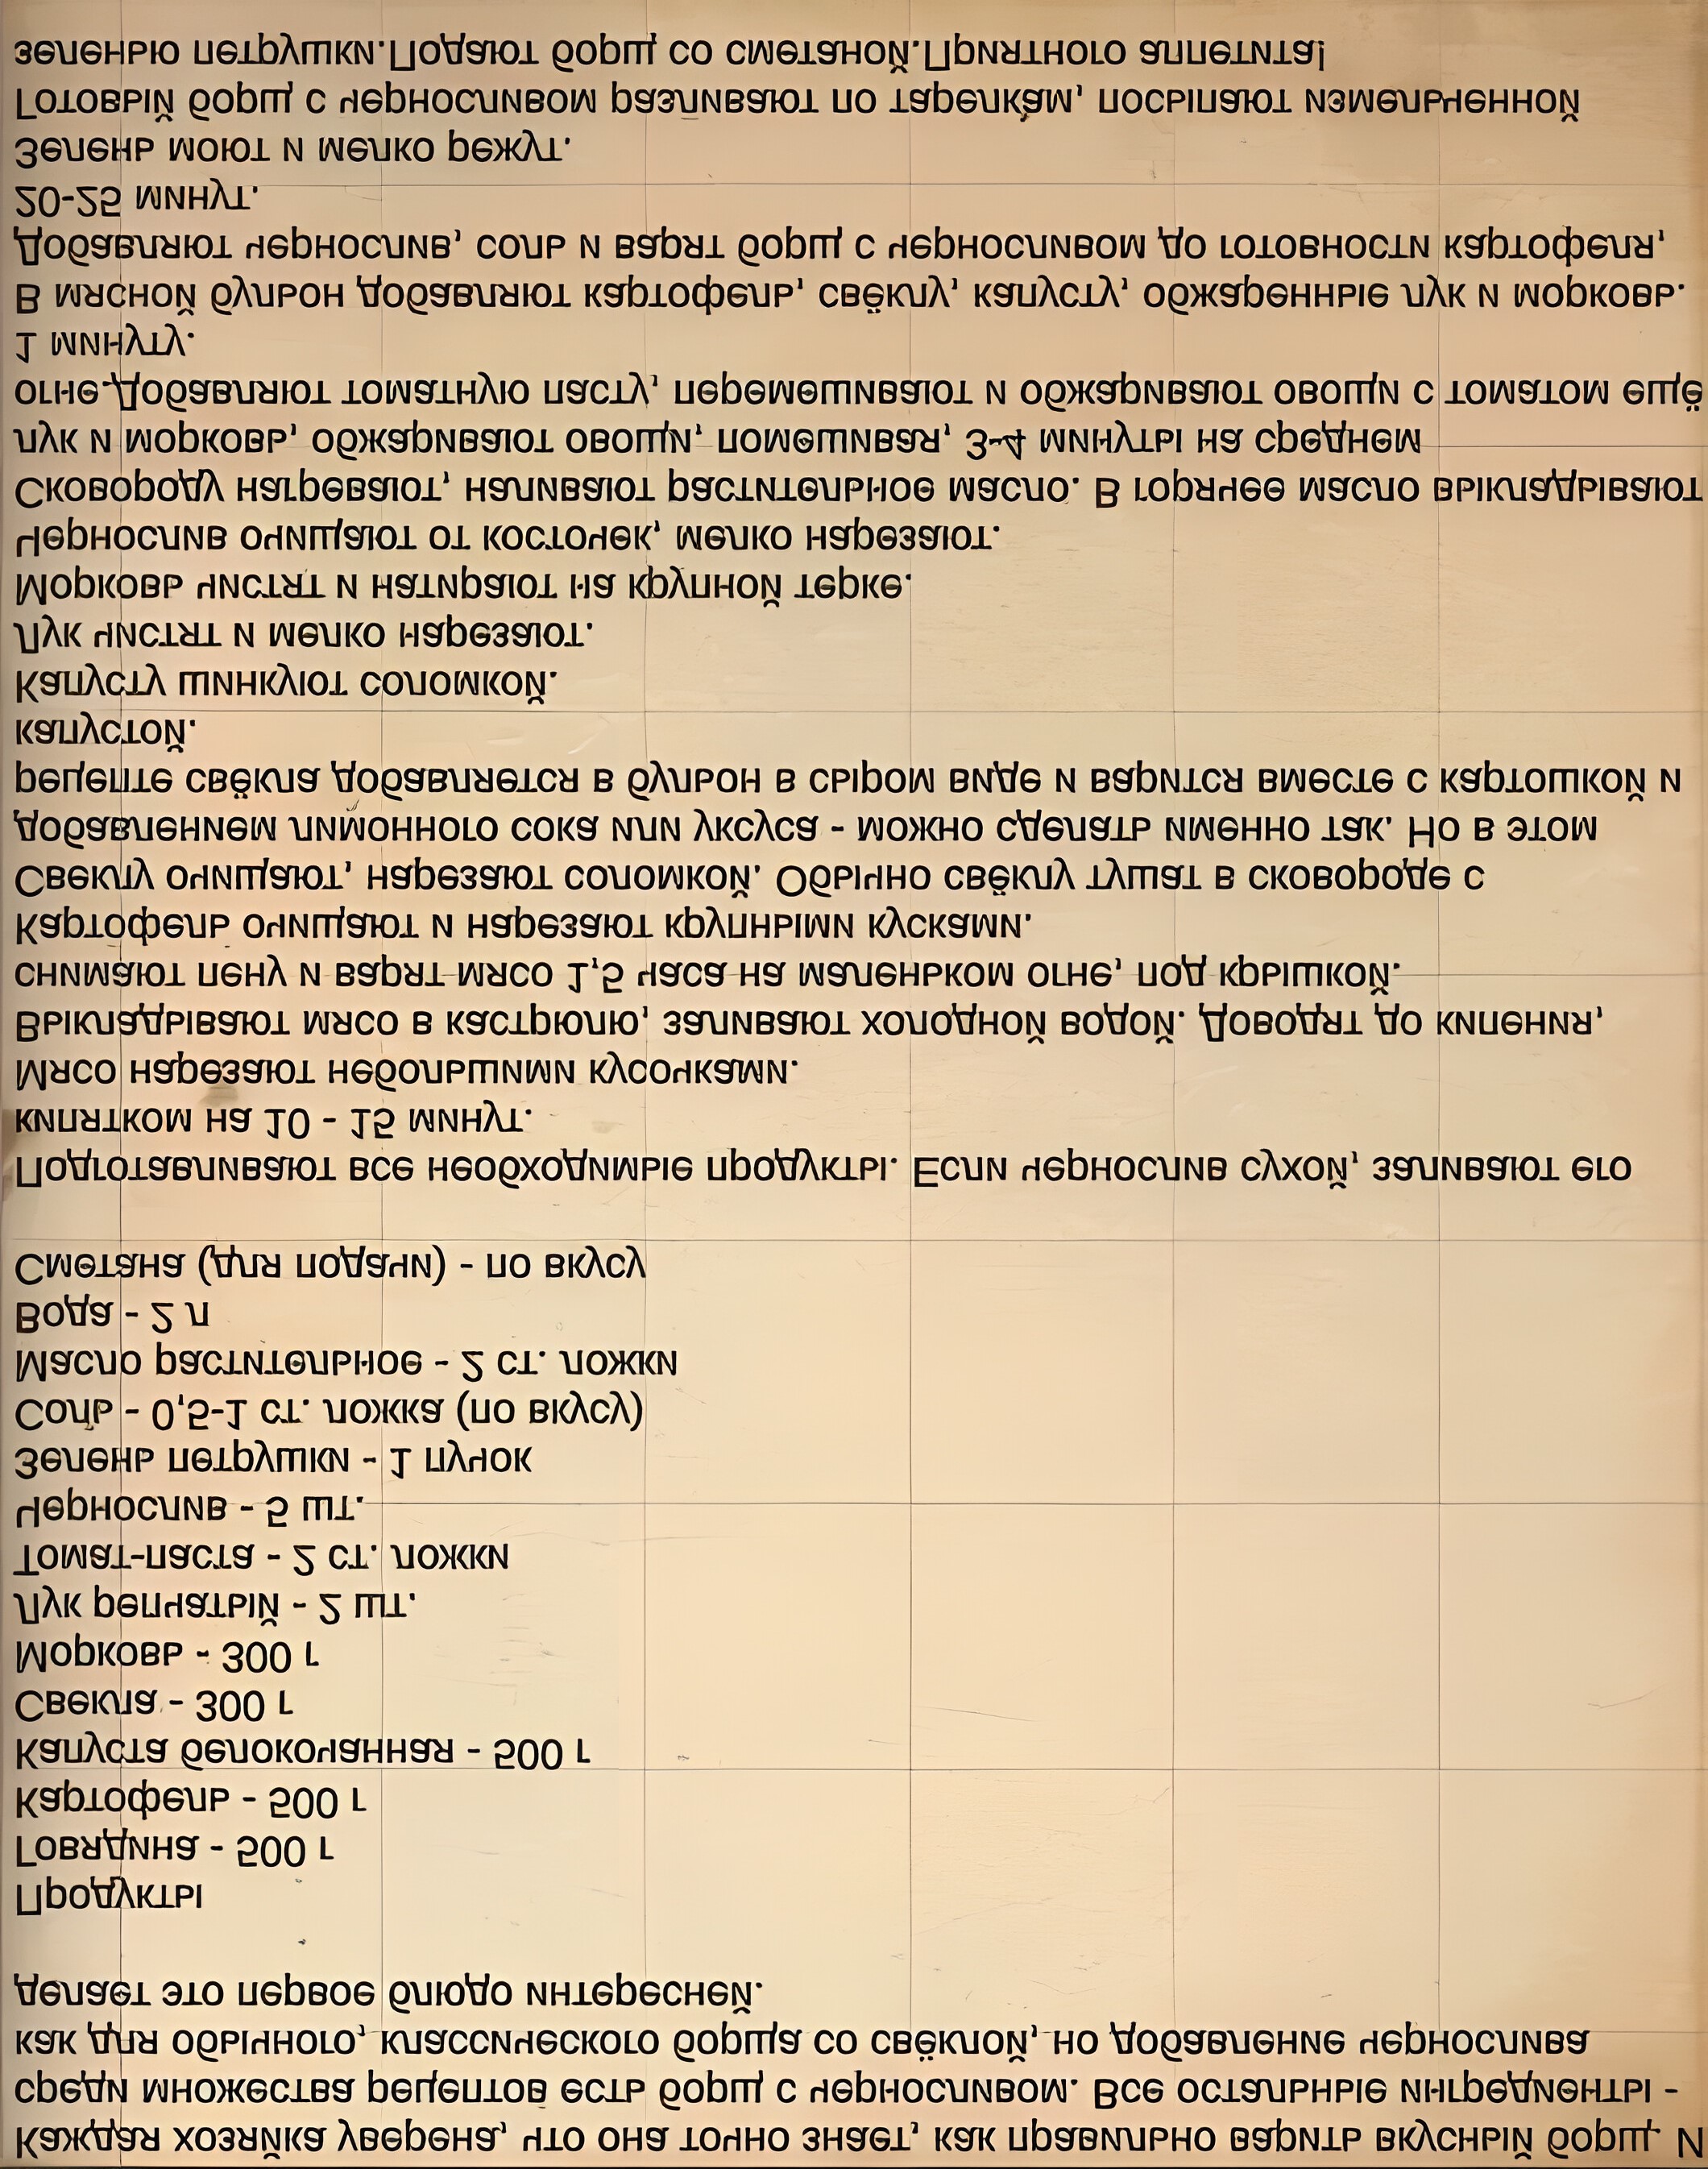 Каждая хозяйка уверена, что она точно знает, как правильно варить вкусный борщ. И
среди множества рецептов есть борщ с черносливом. Все остальные ингредиенты -
как для обычного, классического борща со свёклой, но добавление чернослива
делает это первое блюдо интересней.
Продукты
Говядина - 500 г
Картофель - 500 г
Капуста белокочанная - 500 г
Свекла - 300 г
Морковь - 300 г
Лук репчатый - 2 шт.
Томат-паста - 2 ст. ложки
Чернослив - 5 шт.
Зелень петрушки - 1 пучок
Соль - 0,5-1 ст. ложка (по вкусу)
Масло растительное - 2 ст. ложки
Вода - 2 л
Сметана (для подачи) - по вкусу
Подготавливают все необходимые продукты. Если чернослив сухой, заливают его
кипятком на 10 - 15 минут.
Мясо нарезают небольшими кусочками.
Выкладывают мясо в кастрюлю, заливают холодной водой. Доводят до кипения,
снимают пену и варят мясо 1,5 часа на маленьком огне, под крышкой.
Картофель очищают и нарезают крупными кусками.
Свеклу очищают, нарезают соломкой. Обычно свёклу тушат в сковороде с
добавлением лимонного сока или уксуса - можно сделать именно так. Но в этом
рецепте свёкла добавляется в бульон в сыром виде и варится вместе с картошкой и
капустой.
Капусту шинкуют соломкой.
Лук чистят и мелко нарезают.
Морковь чистят и натирают на крупной терке.
Чернослив очищают от косточек, мелко нарезают.
Сковороду нагревают, наливают растительное масло. В горячее масло выкладывают
лук и морковь, обжаривают овощи, помешивая, 3-4 минуты на среднем
огне.Добавляют томатную пасту, перемешивают и обжаривают овощи с томатом ещё
1 минуту.
В мясной бульон добавляют картофель, свёклу, капусту, обжаренные лук и морковь.
Добавляют чернослив, соль и варят борщ с черносливом до готовности картофеля,
20-25 минут.
Зелень моют и мелко режут.
Готовый борщ с черносливом разливают по тарелкам, посыпают измельченной
зеленью петрушки.Подают борщ со сметаной.Приятного аппетита!